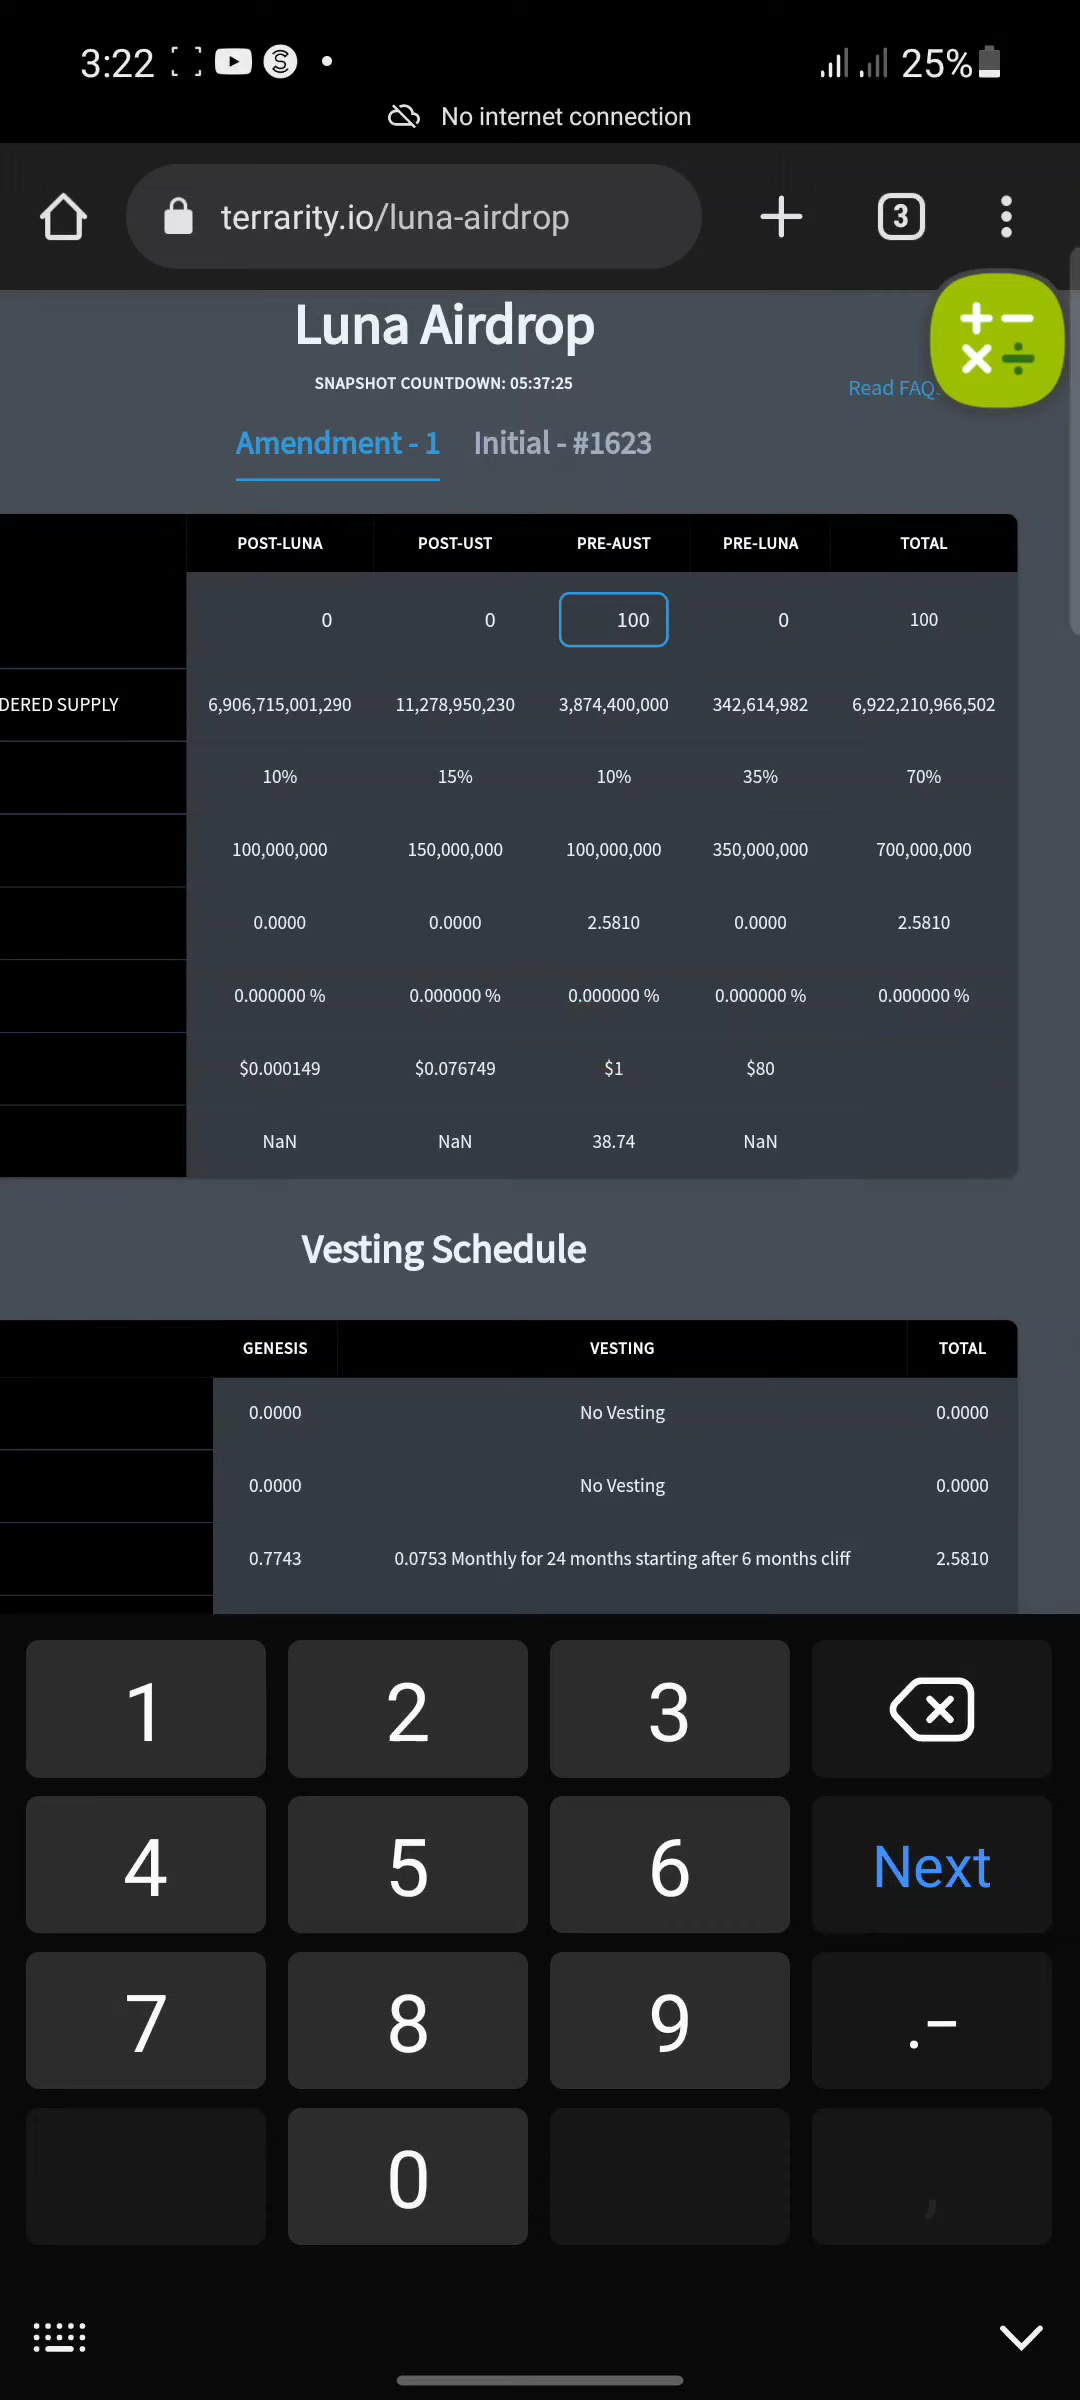 3:22 25%
No internet connection
terrarity.io/luna-airdrop 3
Luna Airdrop
SNAPSHOT COUNTDOWN: 05:37:25
Read FAQ
Amendment - 1 Initial - #1623
POST-LUNA POST-UST PRE-AUST PRE-LUNA TOTAL
0 0 100 0 100
DERED SUPPLY 6,906,715,001,290 11,278,950,230 3,874,400,000 342,614,982 6,922,210,966,502
10% 15% 10% 35% 70%
100,000,000 150,000,000 100,000,000 350,000,000 700,000,000
0.0000 0.0000 2.5810 0.0000 2.5810
0.000000 % 0.000000 % 0.000000 % 0.000000 % 0.000000 %
$0.000149 $0.076749 $1 $80
NaN NaN 38.74 NaN
Vesting Schedule
GENESIS VESTING TOTAL
0.0000 No Vesting 0.0000
0.0000 No Vesting 0.0000
0.7743 0.0753 Monthly for 24 months starting after 6 months cliff 2.5810
1 2 3
4 5 6 Next
7 8 9 .-
0 ,